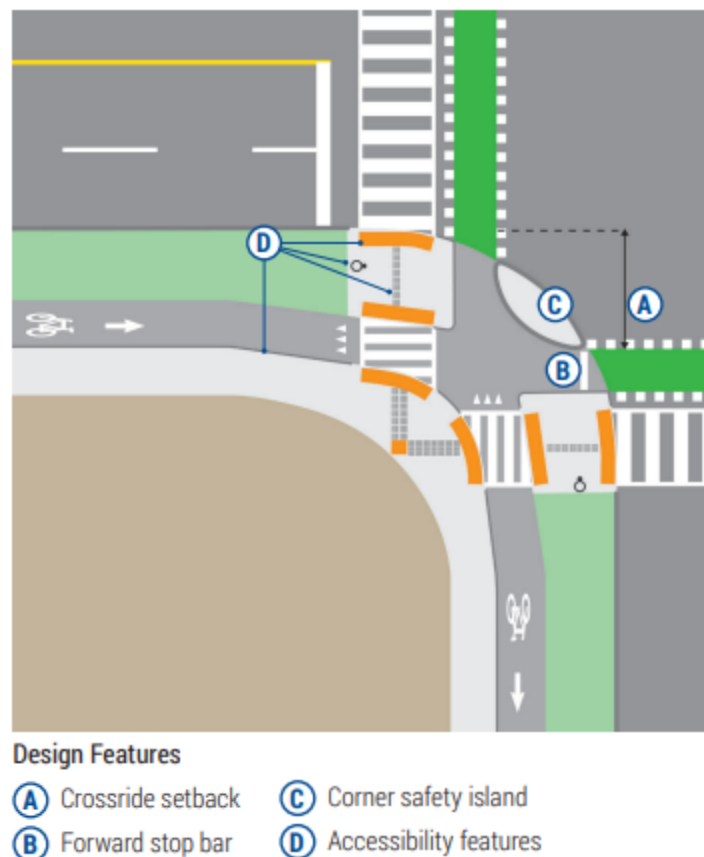 D
C
A
B
Design Features
A Crossride setback
C Corner safety island
B Forward stop bar
D Accessibility features